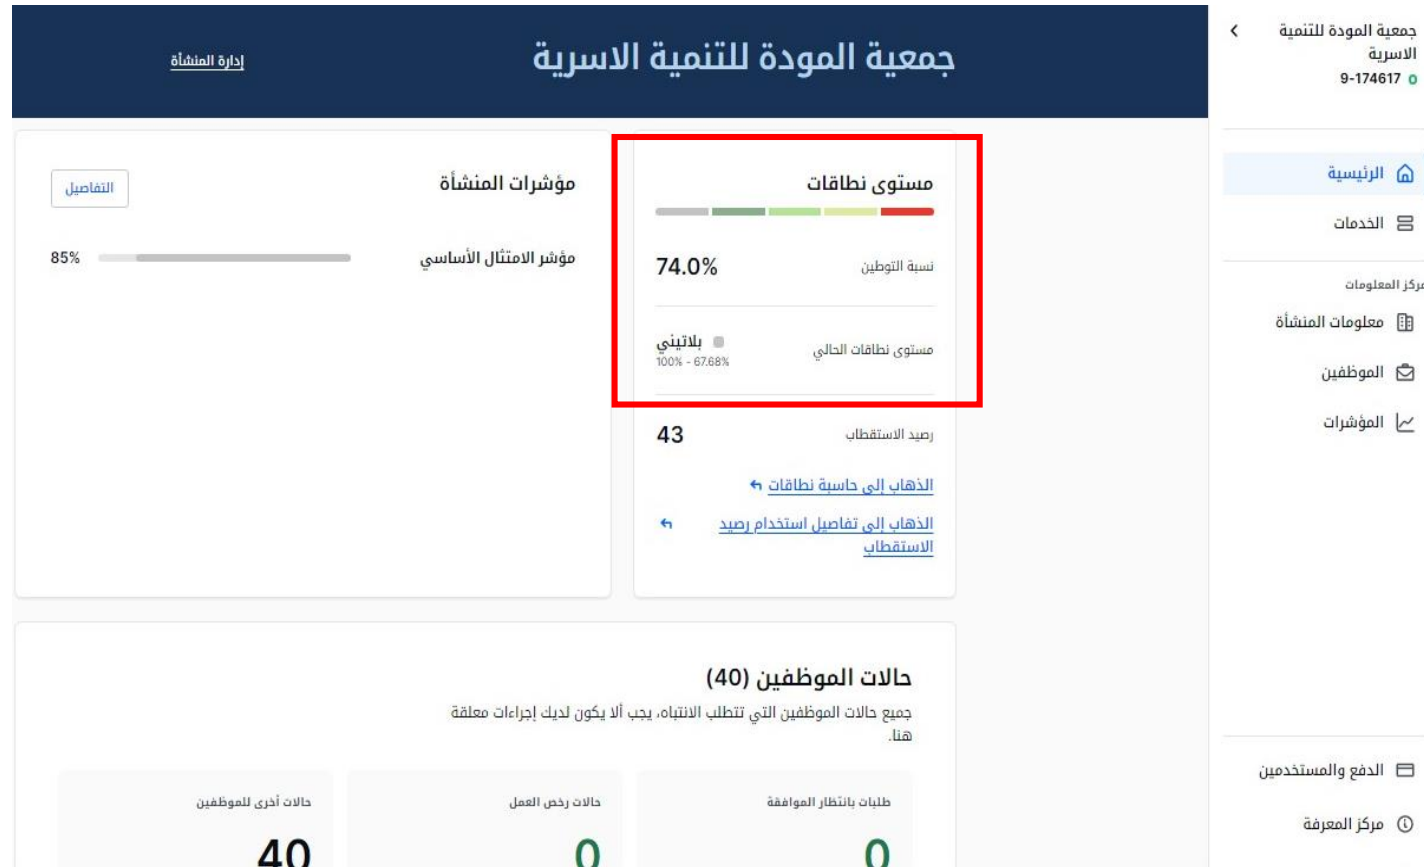 جمعية المودة للتنمية
الاسرية
9-174617
الرئيسية
الخدمات
مركز المعلومات
معلومات المنشأة
الموظفين
المؤشرات
الدفع والمستخدمين
مركز المعرفة
جمعية المودة للتنمية الاسرية
إدارة المنشأة
مستوى نطاقات
نسبة التوطين
74.0%
مستوى نطاقات الحالي
بلاتيني
100% - 67.68%
رصيد الاستقطاب
43
الذهاب إلى حاسبة نطاقات
الذهاب إلى تفاصيل استخدام رصيد
الاستقطاب
مؤشرات المنشأة
التفاصيل
مؤشر الامتثال الأساسي
85%
حالات الموظفين (40)
جميع حالات الموظفين التي تتطلب الانتباه، يجب ألا يكون لديك إجراءات معلقة
هنا.
طلبات بانتظار الموافقة
0
حالات رخص العمل
0
حالات أخرى للموظفين
40